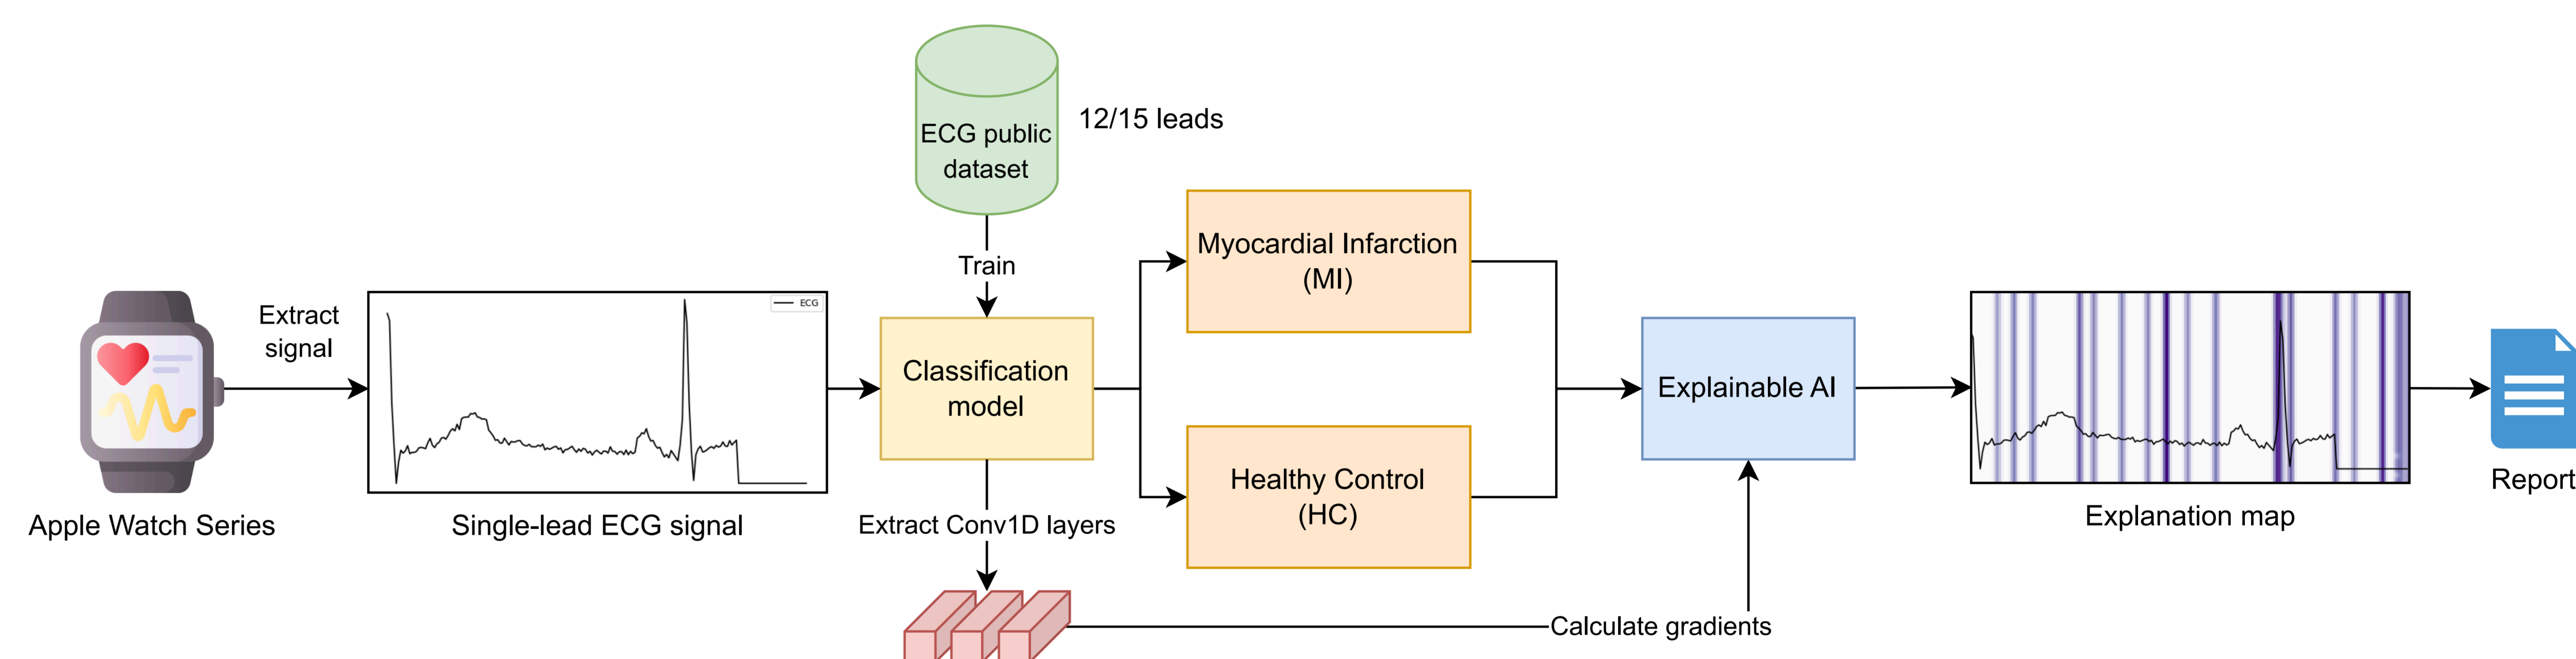 ECG public
dataset
12/15 leads
Train
Extract
signal
ECG
Apple Watch Series
Single-lead ECG signal
Classification
model
Extract Conv1D layers
Myocardial Infarction
(MI)
Healthy Control
(HC)
Explainable AI
Calculate gradients
Explanation map
Report